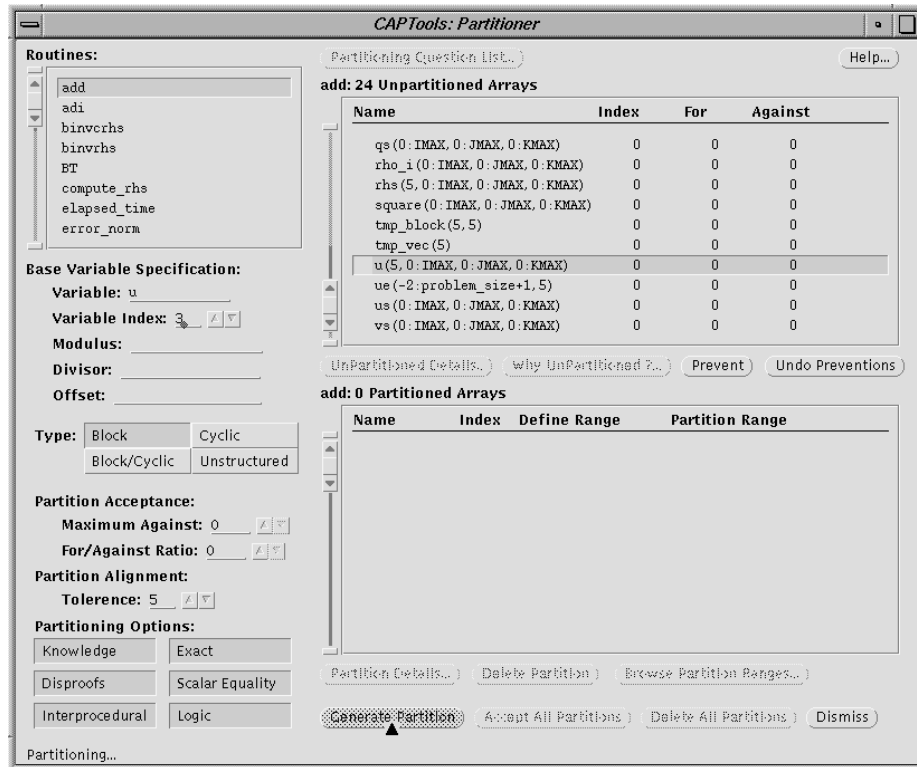 CAPTools: Partitioner
Routines:
add
adi
binvcrhs
binvrhs
BT
compute_rhs
elapsed_time
error_norm
Base Variable Specification:
Variable: u
Variable Index: 3
Modulus:
Divisor:
Offset:
Type: Block Cyclic
Block/Cyclic Unstructured
Partition Acceptance:
Maximum Against: 0
For/Against Ratio: 0
Partition Alignment:
Tolerence: 5
Partitioning Options:
Knowledge Exact
Disproofs Scalar Equality
Interprocedural Logic
Partitioning...
Partitioning Question List... Help...
add: 24 Unpartitioned Arrays
Name Index For Against
qs(0:IMAX, 0:JMAX, 0:KMAX) 0 0 0
rho_i(0:IMAX, 0:JMAX, 0:KMAX) 0 0 0
rhs(5, 0:IMAX, 0:JMAX, 0:KMAX) 0 0 0
square(0:IMAX, 0:JMAX, 0:KMAX) 0 0 0
tmp_block(5, 5) 0 0 0
tmp_vec(5) 0 0 0
u(5, 0:IMAX, 0:JMAX, 0:KMAX) 0 0 0
ue(-2:problem_size+1, 5) 0 0 0
us(0:IMAX, 0:JMAX, 0:KMAX) 0 0 0
vs(0:IMAX, 0:JMAX, 0:KMAX) 0 0 0
UnPartitioned Details.. Why UnPartitioned ?... Prevent Undo Preventions
add: 0 Partitioned Arrays
Name Index Define Range Partition Range
Partition Details... Delete Partition Browse Partition Ranges...
Generate Partition Accept All Partitions Delete All Partitions Dismiss